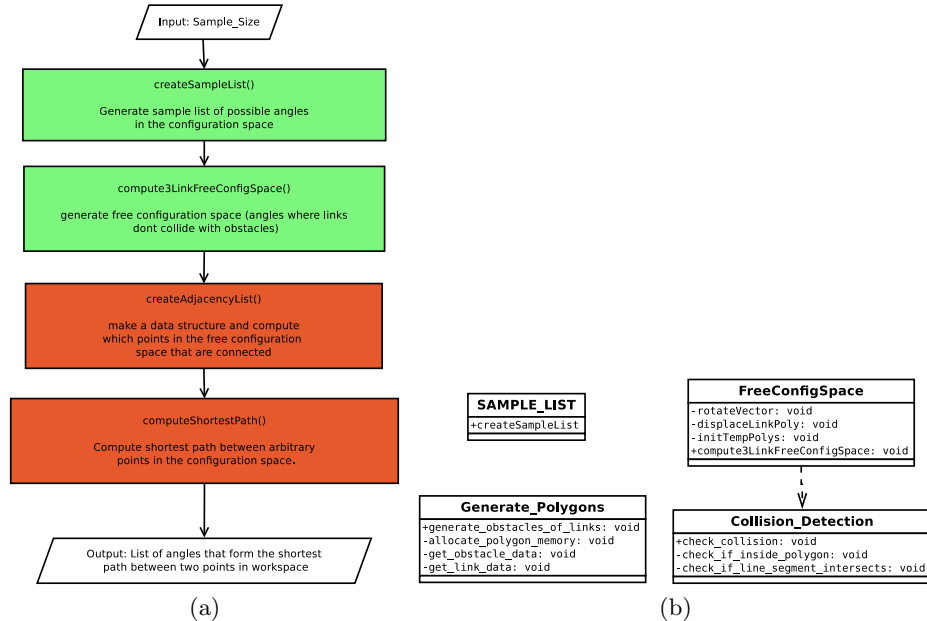 Input: Sample_Size
createSampleList()
Generate sample list of possible angles
in the configuration space
compute3LinkFreeConfigSpace()
generate free configuration space (angles where links
dont collide with obstacles)
createAdjacencyList()
make a data structure and compute
which points in the free configuration
space that are connected
computeShortestPath()
Compute shortest path between arbitrary
points in the configuration space.
Output: List of angles that form the shortest
path between two points in workspace
(a)
SAMPLE_LIST
+createSampleList
FreeConfigSpace
-rotateVector: void
-displaceLinkPoly: void
-initTempPolys: void
+compute3LinkFreeConfigSpace: void
Generate_Polygons
+generate_obstacles_of_links: void
-allocate_polygon_memory: void
-get_obstacle_data: void
-get_link_data: void
Collision_Detection
+check_collision: void
-check_if_inside_polygon: void
-check_if_line_segment_intersects: void
(b)